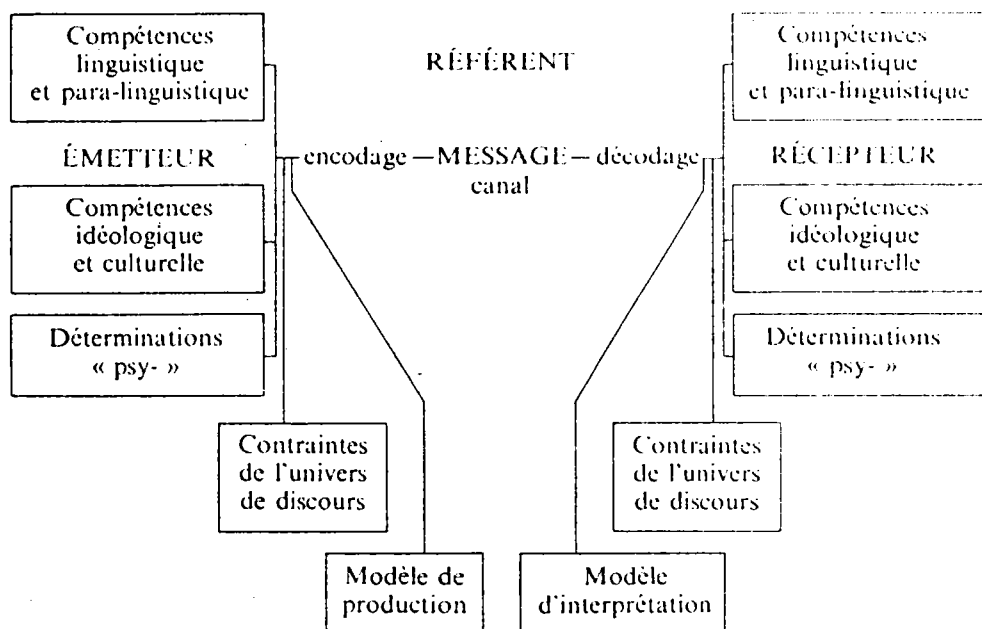 Compétences
linguistique
et para-linguistique
RÉFÉRENT
Compétences
linguistique
et para-linguistique
ÉMETTEUR
encodage — MESSAGE — décodage
canal
RÉCEPTEUR
Compétences
idéologique
et culturelle
Compétences
idéologique
et culturelle
Déterminations
« psy- »
Déterminations
« psy- »
Contraintes
de l'univers
de discours
Contraintes
de l'univers
de discours
Modèle de
production
Modèle
d'interprétation